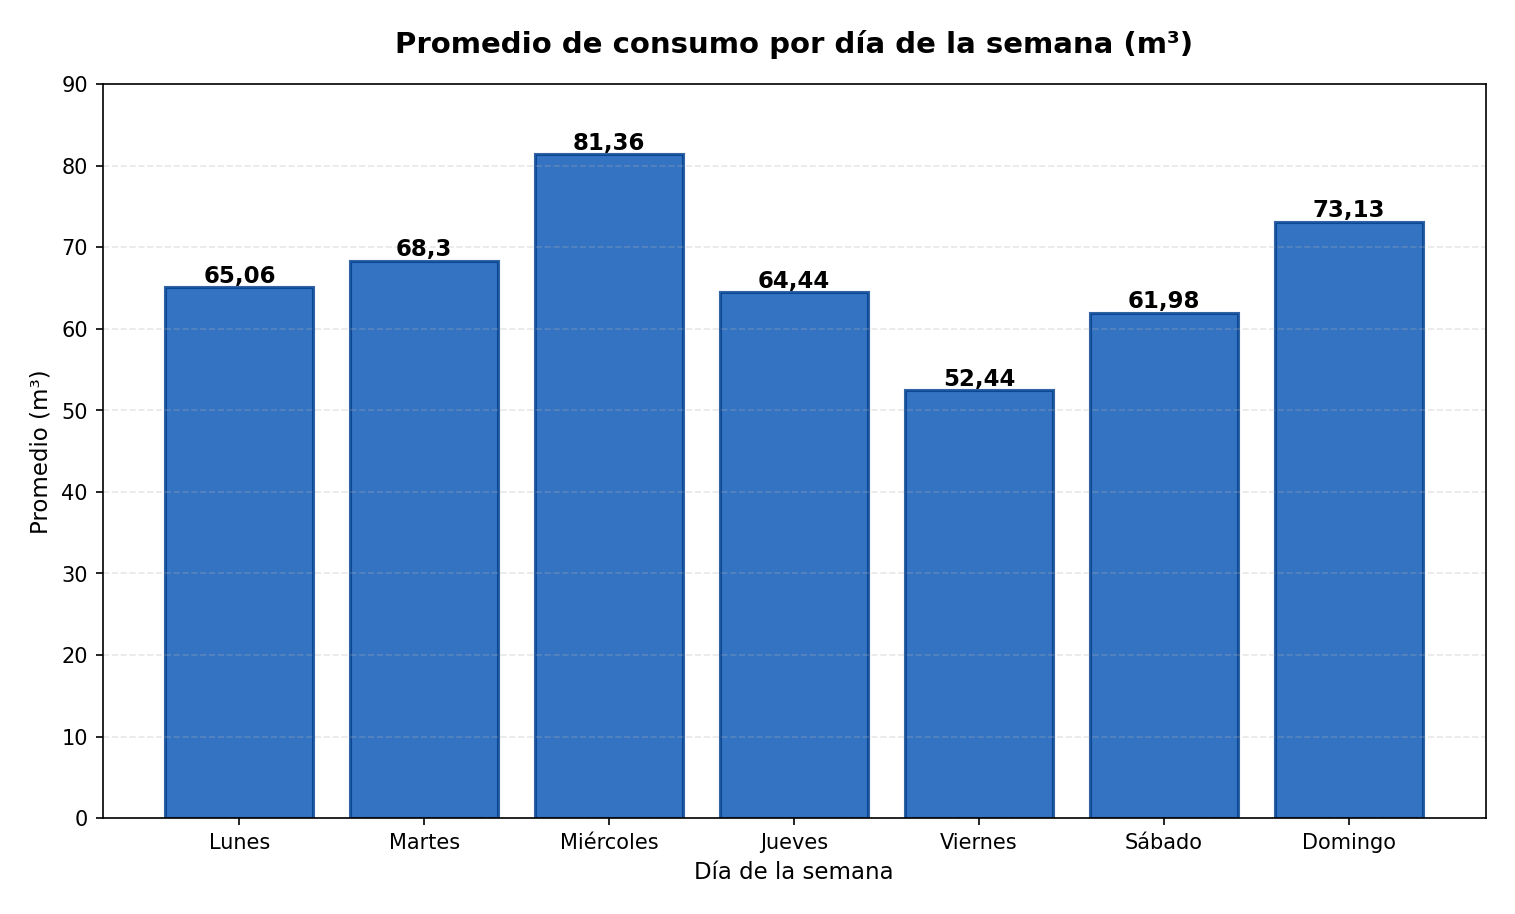 Promedio de consumo por día de la semana (m³)
90
80
70
60
50
40
30
20
10
0
Promedio (m³)
65,06
68,3
81,36
64,44
52,44
61,98
73,13
Lunes
Martes
Miércoles
Jueves
Viernes
Sábado
Domingo
Día de la semana